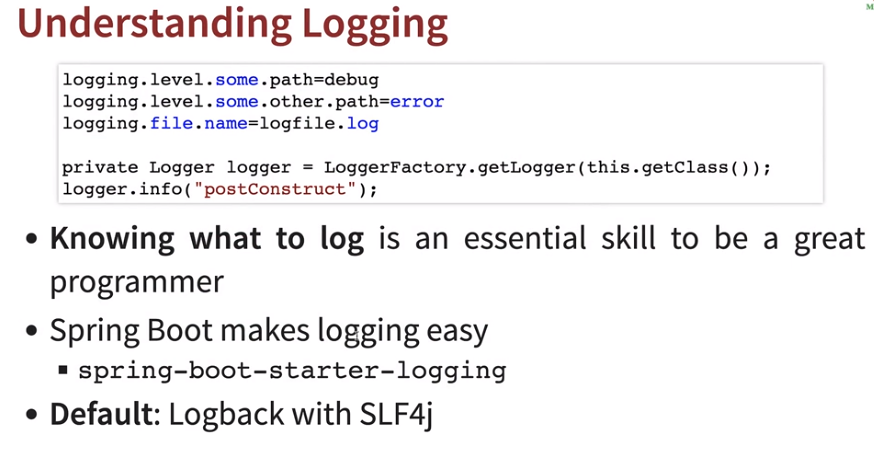 M
Understanding Logging
logging.level.some.path=debug
logging.level.some.other.path=error
logging.file.name=logfile.log
private Logger logger = LoggerFactory.getLogger(this.getClass());
logger.info("postConstruct");
• Knowing what to log is an essential skill to be a great
programmer
• Spring Boot makes logging easy
▪ spring-boot-starter-logging
• Default: Logback with SLF4j